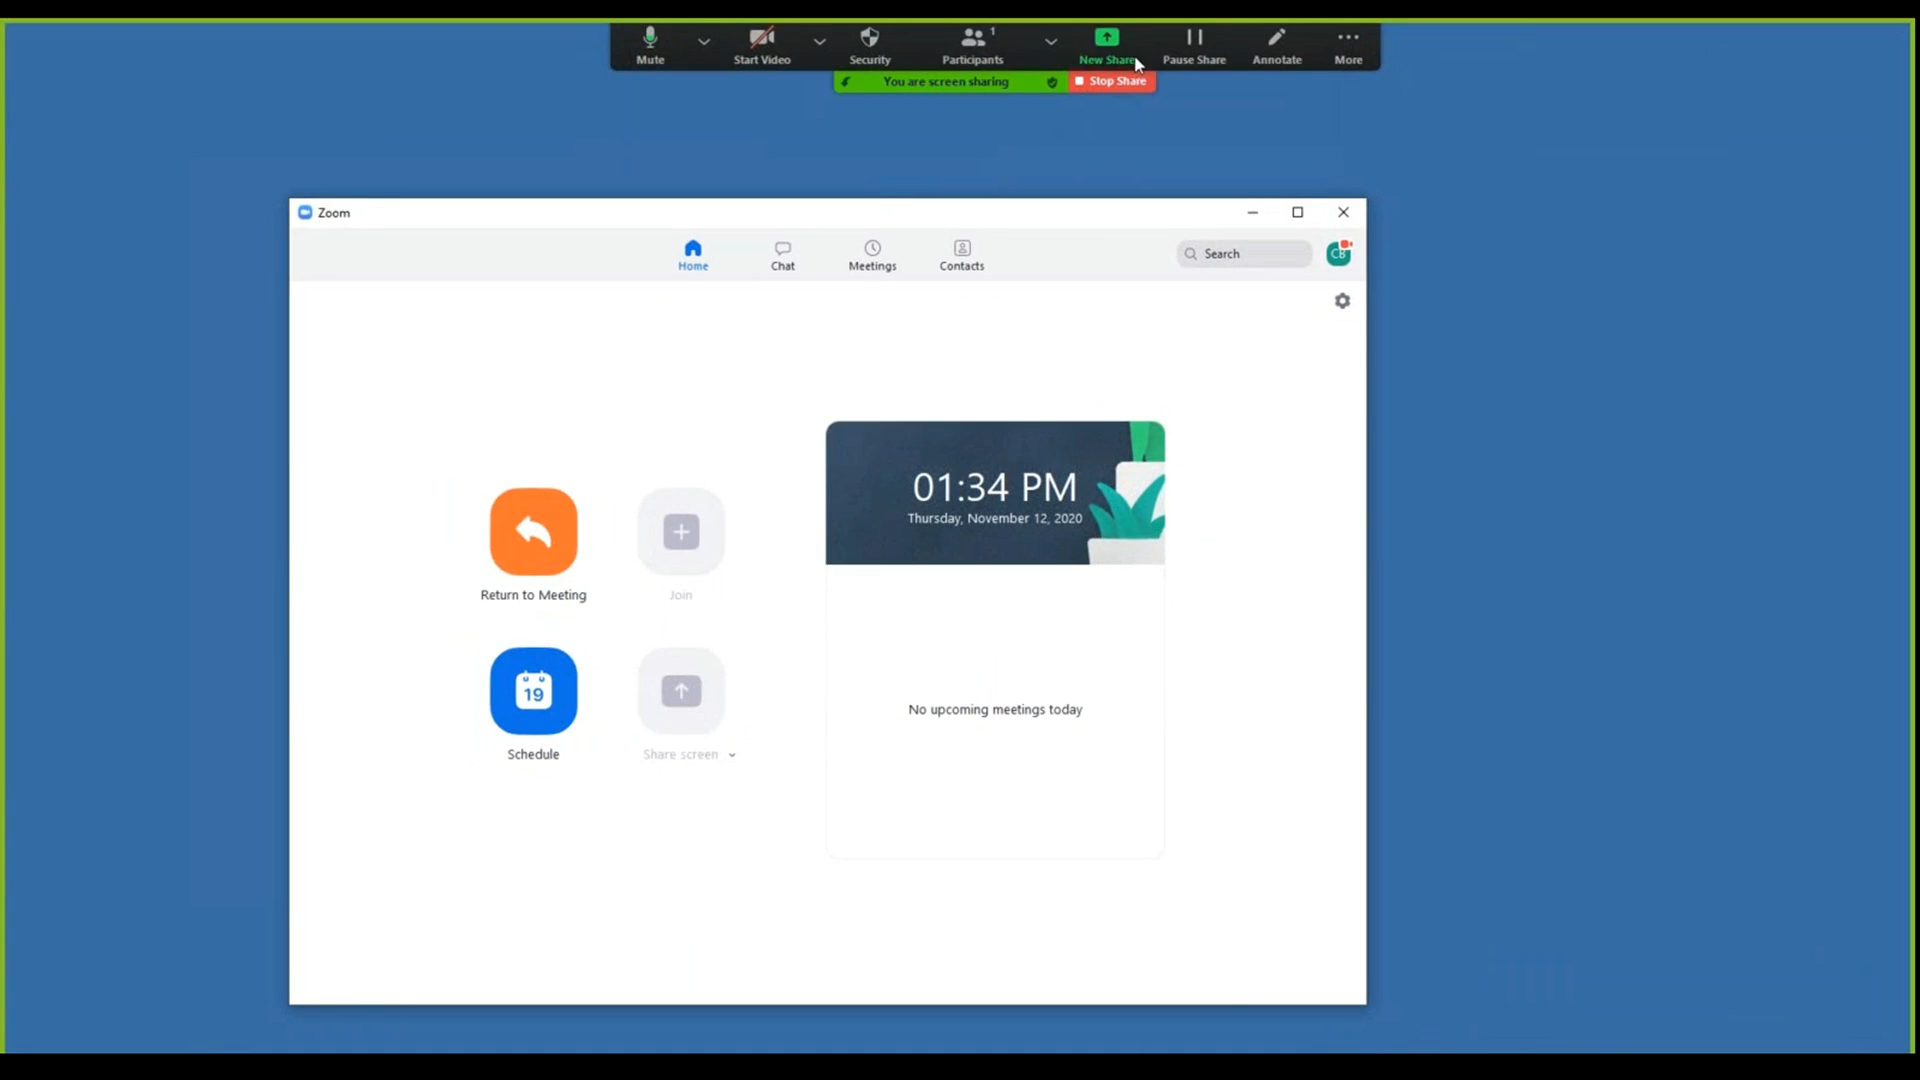 Mute
Start Video
Security
Participants
1
New Share
Pause Share
Annotate
More
You are screen sharing
Stop Share
Zoom
Home
Chat
Meetings
Contacts
Search
CB
01:34 PM
Thursday, November 12, 2020
Return to Meeting
Join
19
Schedule
Share screen
No upcoming meetings today